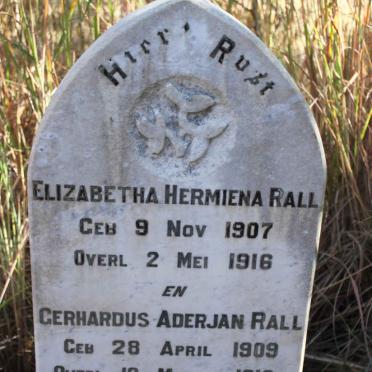 Hier Rust
ELIZABETHA HERMIENA RALL
GEB 9 NOV 1907
OVERL 2 MEI 1916
EN
GERHARDUS ADERJAN RALL
GEB 28 APRIL 1909
OVERL